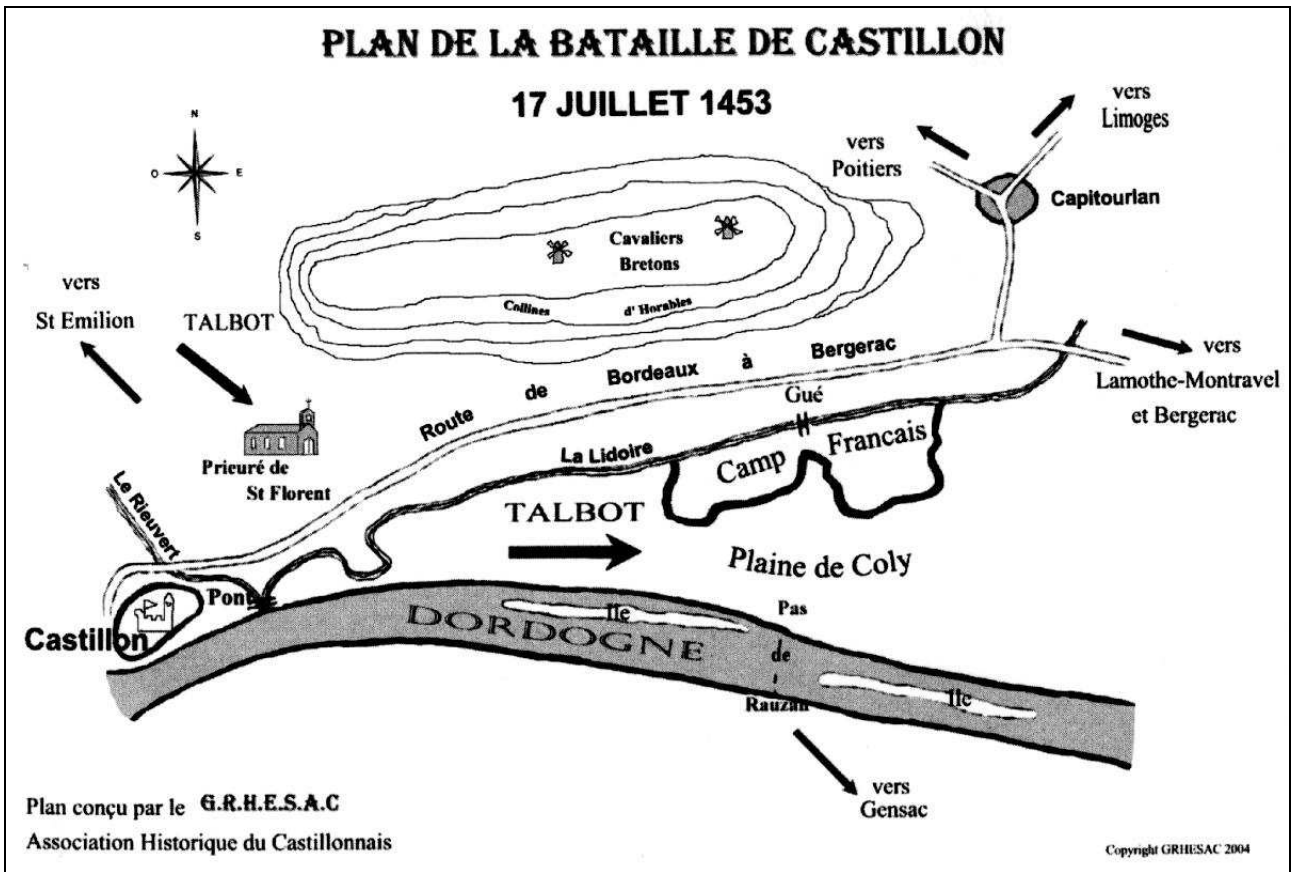 PLAN DE LA BATAILLE DE CASTILLON
17 JUILLET 1453
N
O
E
S
vers
Limoges
vers
Poitiers
Capitourlan
Cavaliers
Bretons
Collines d'Horables
vers
St Emilion
TALBOT
Route de Bordeaux à Bergerac
vers
Lamothe-Montravel
et Bergerac
Gué
Prieuré de
St Florent
La Lidoire
Camp Francais
Le Rieuvert
TALBOT
Plaine de Coly
Pont
Castillon
DORDOGNE
Ile
Pas
de
Rauzan
Ile
vers
Gensac
Plan conçu par le G.R.H.E.S.A.C
Association Historique du Castillonnais
Copyright GRHESAC 2004